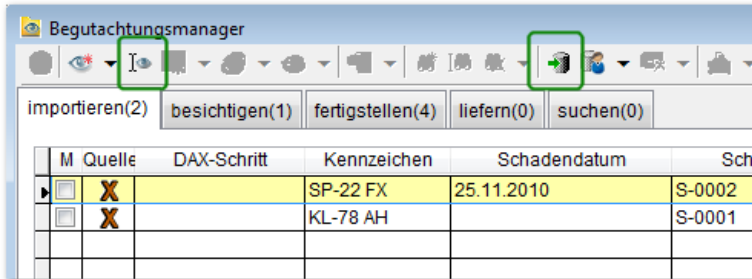 Begutachtungsmanager
importieren(2) besichtigen(1) fertigstellen(4) liefern(0) suchen(0)
M Quelle DAX-Schritt Kennzeichen Schadendatum Sch
SP-22 FX 25.11.2010 S-0002
KL-78 AH S-0001